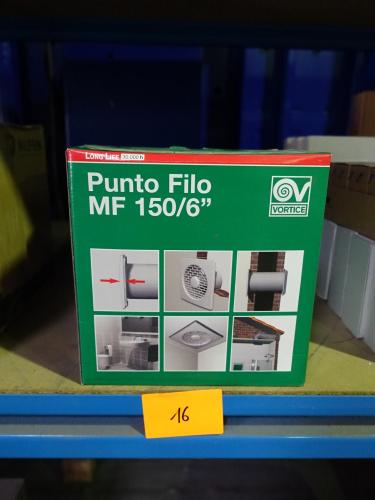 LONG LIFE 30.000 h
Punto Filo
MF 150/6"
VORTICE
16